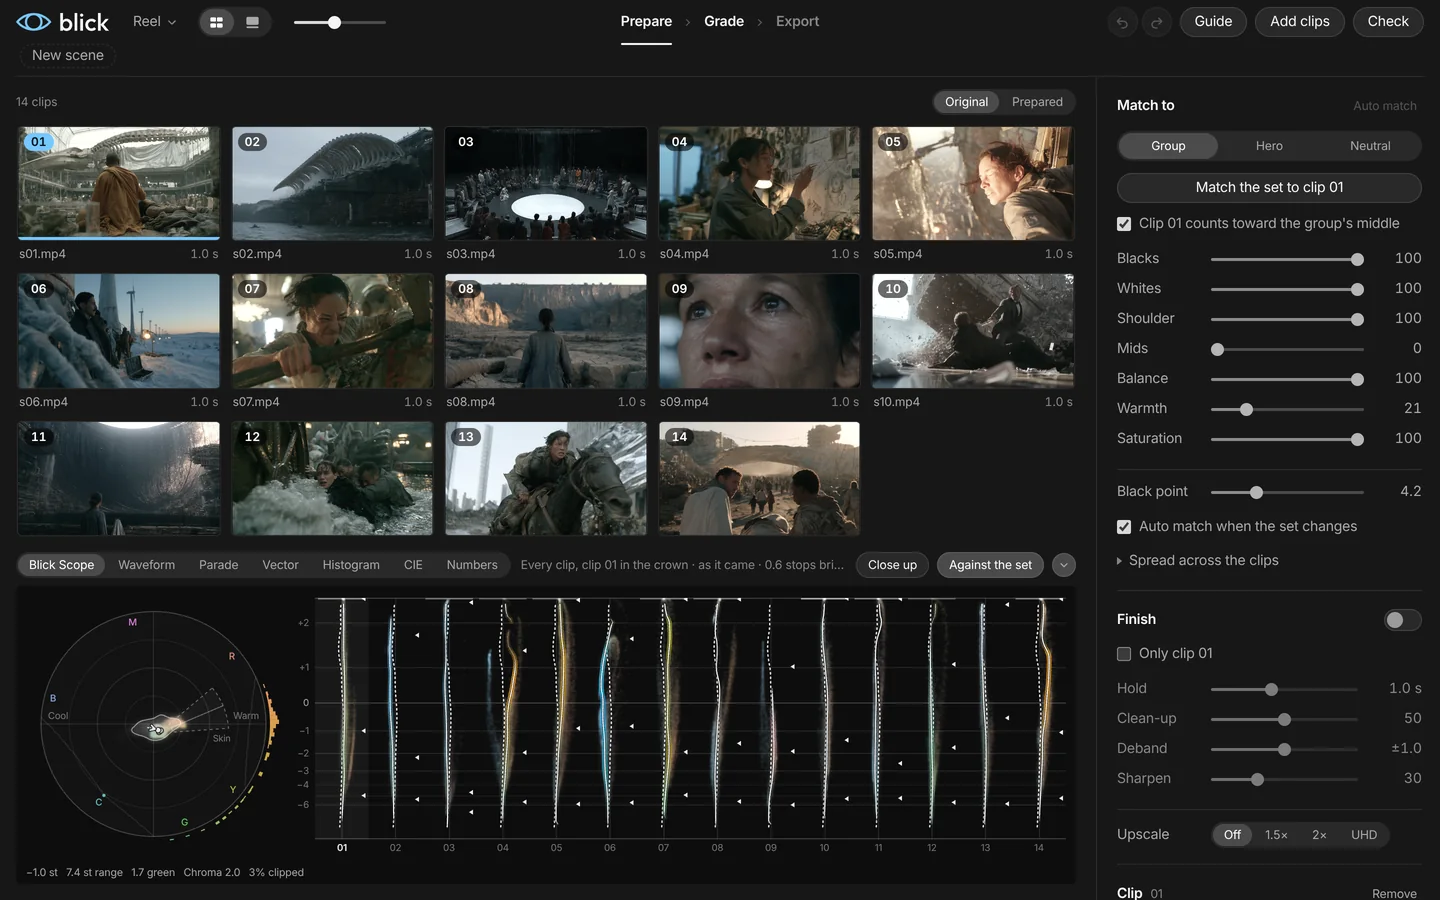 blick
Reel
Prepare › Grade › Export
Guide
Add clips
Check
New scene
14 clips
Original
Prepared
01
02
03
04
05
s01.mp4 1.0 s
s02.mp4 1.0 s
s03.mp4 1.0 s
s04.mp4 1.0 s
s05.mp4 1.0 s
06
07
08
09
10
s06.mp4 1.0 s
s07.mp4 1.0 s
s08.mp4 1.0 s
s09.mp4 1.0 s
s10.mp4 1.0 s
11
12
13
14
Blick Scope
Waveform
Parade
Vector
Histogram
CIE
Numbers
Every clip, clip 01 in the crown · as it came · 0.6 stops bri...
Close up
Against the set
M
R
B
Cool
Warm
Skin
Y
C
G
+2
+1
0
−1
−2
−3
−4
−6
01 02 03 04 05 06 07 08 09 10 11 12 13 14
−1.0 st 7.4 st range 1.7 green Chroma 2.0 3% clipped
Match to
Auto match
Group
Hero
Neutral
Match the set to clip 01
Clip 01 counts toward the group's middle
Blacks 100
Whites 100
Shoulder 100
Mids 0
Balance 100
Warmth 21
Saturation 100
Black point 4.2
Auto match when the set changes
Spread across the clips
Finish
Only clip 01
Hold 1.0 s
Clean-up 50
Deband ±1.0
Sharpen 30
Upscale Off 1.5× 2× UHD
Clip 01 Remove